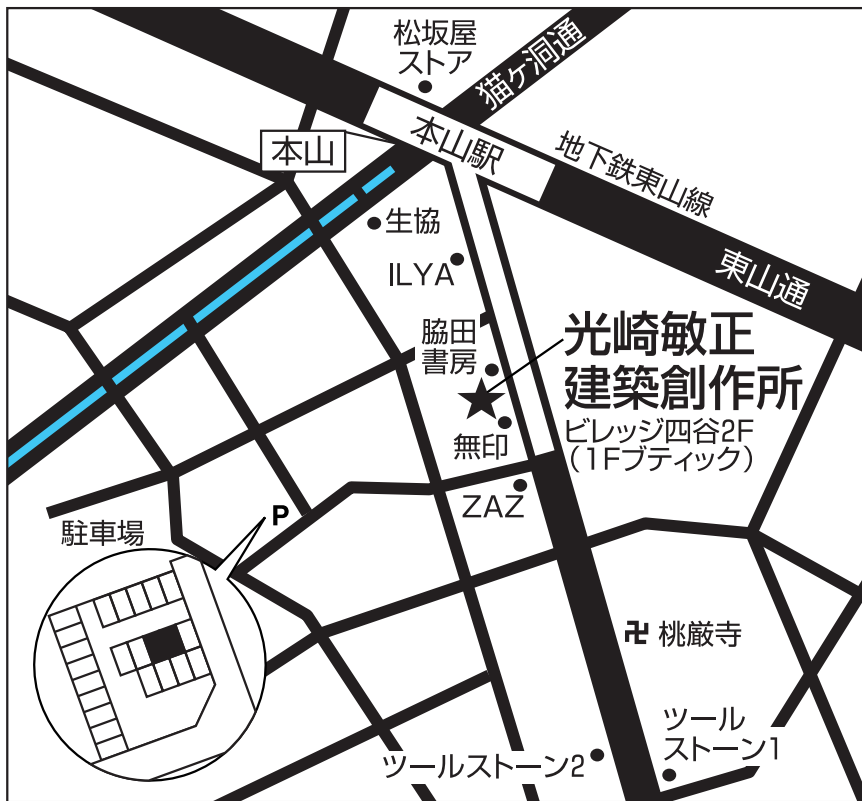 松坂屋
ストア
猫ヶ洞通
本山
本山駅
地下鉄東山線
東山通
生協
ILYA
脇田
書房
光崎敏正
建築創作所
ビレッジ四谷2F
（1Fブティック）
無印
ZAZ
P
駐車場
卍 桃厳寺
ツール
ストーン1
ツールストーン2